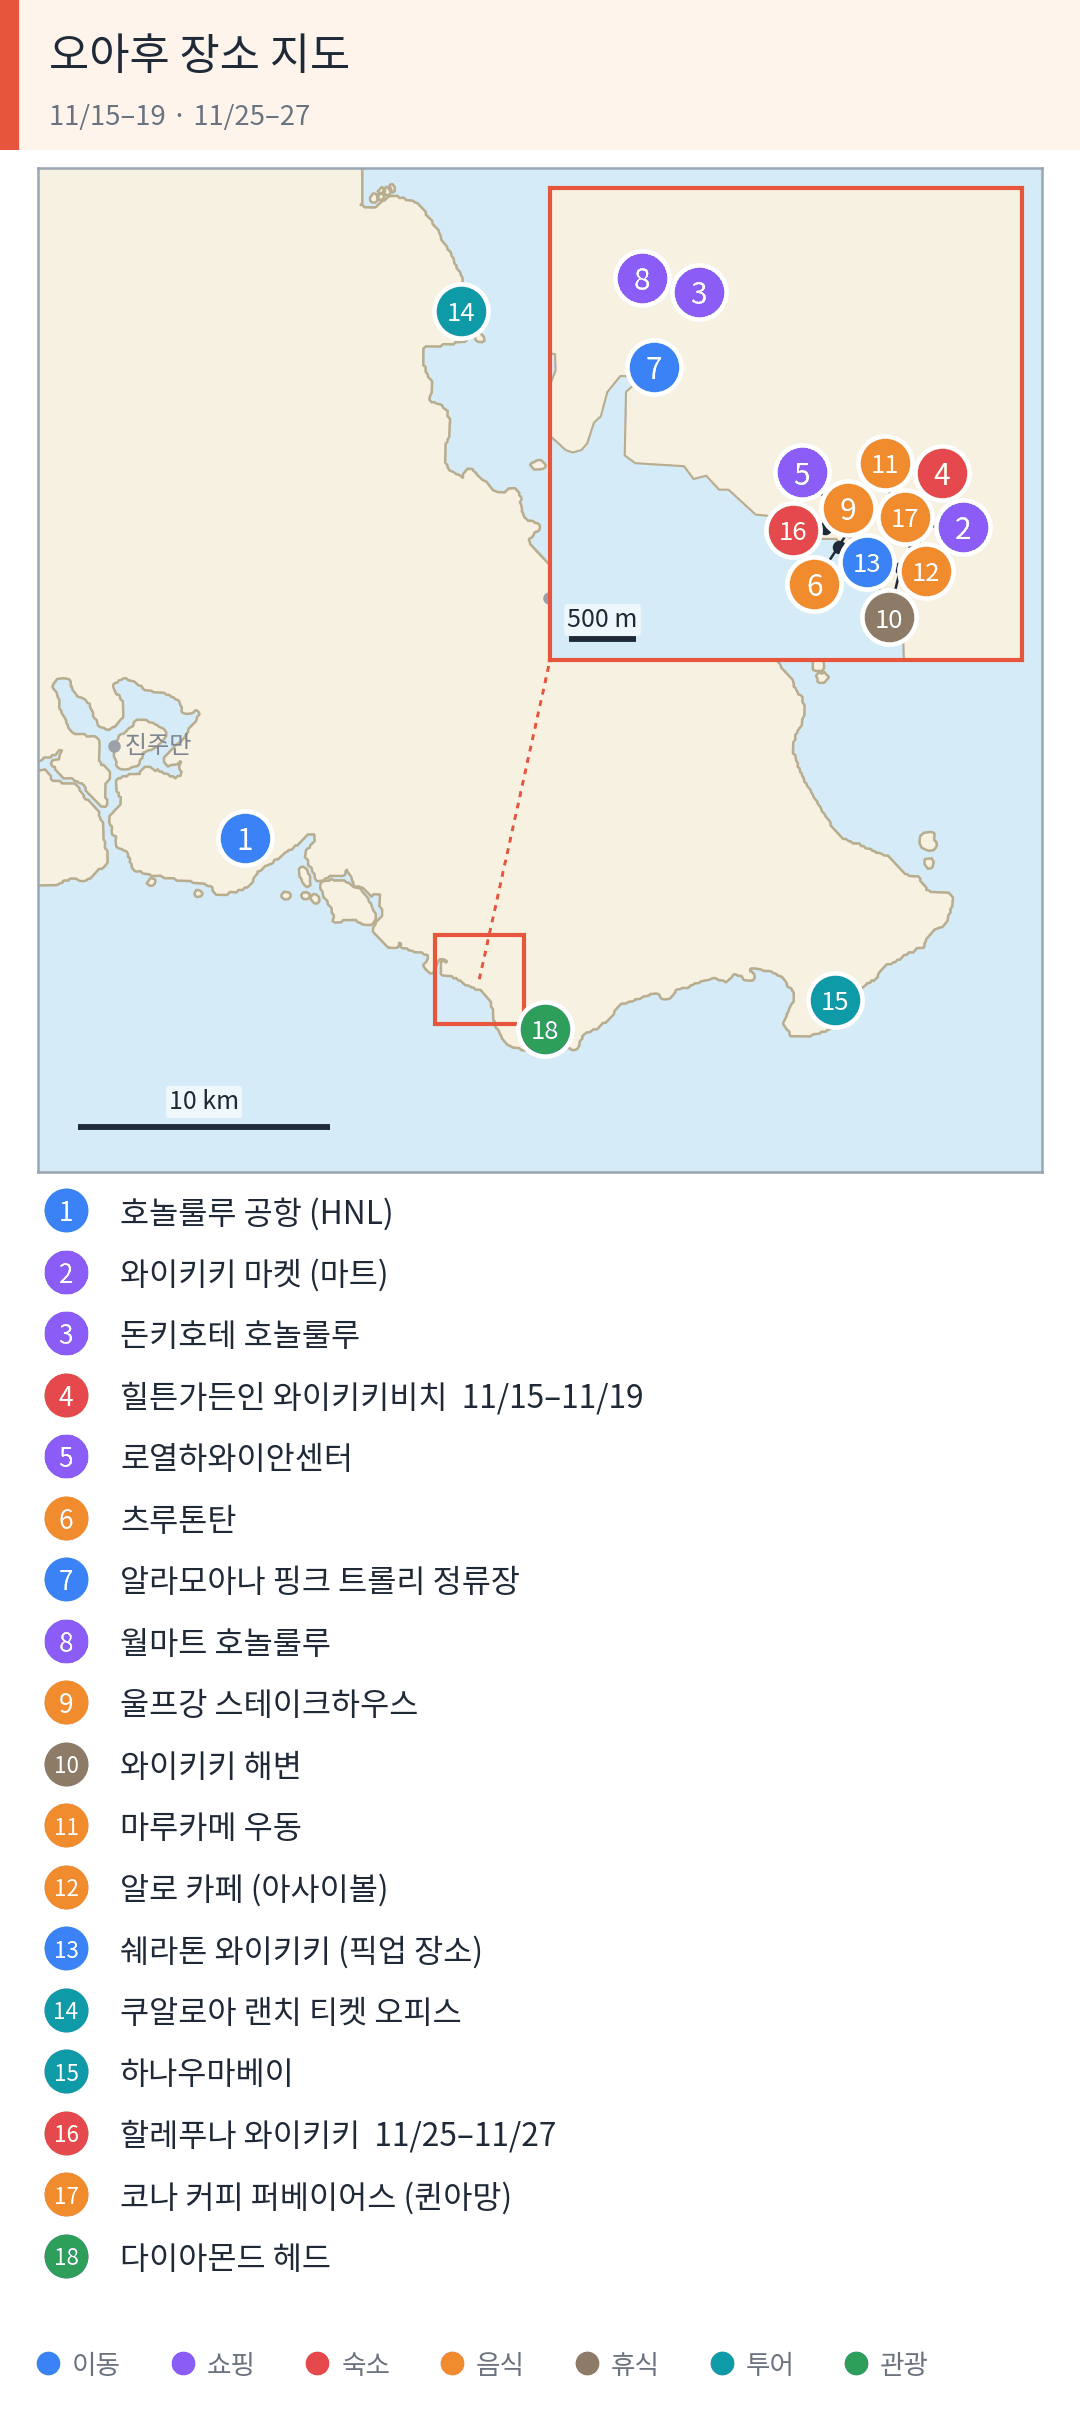 오아후 장소 지도
11/15–19 · 11/25–27
14
8
3
7
5
11
4
9
17
2
16
13
12
6
10
500 m
진주만
1
15
18
10 km
1 호놀룰루 공항 (HNL)
2 와이키키 마켓 (마트)
3 돈키호테 호놀룰루
4 힐튼가든인 와이키키비치 11/15–11/19
5 로열하와이안센터
6 츠루톤탄
7 알라모아나 핑크 트롤리 정류장
8 월마트 호놀룰루
9 울프강 스테이크하우스
10 와이키키 해변
11 마루카메 우동
12 알로 카페 (아사이볼)
13 쉐라톤 와이키키 (픽업 장소)
14 쿠알로아 랜치 티켓 오피스
15 하나우마베이
16 할레푸나 와이키키 11/25–11/27
17 코나 커피 퍼베이어스 (퀸아망)
18 다이아몬드 헤드
이동 쇼핑 숙소 음식 휴식 투어 관광